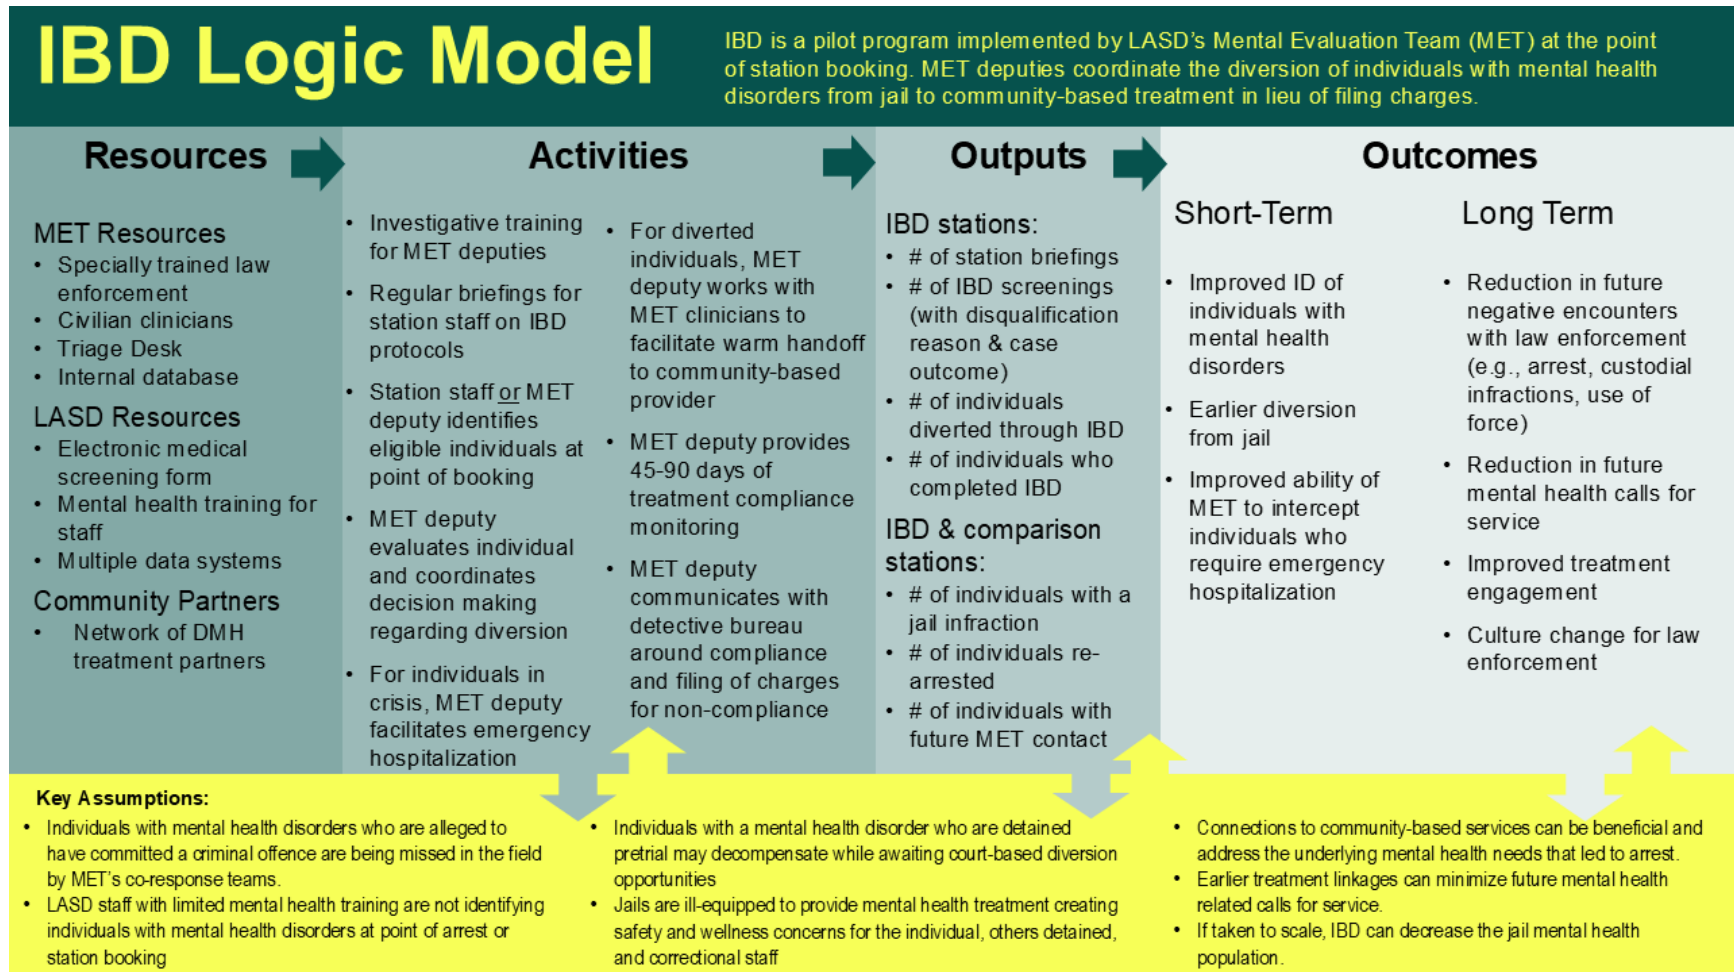 IBD Logic Model
IBD is a pilot program implemented by LASD's Mental Evaluation Team (MET) at the point
of station booking. MET deputies coordinate the diversion of individuals with mental health
disorders from jail to community-based treatment in lieu of filing charges.
Resources
MET Resources
• Specially trained law
enforcement
• Civilian clinicians
• Triage Desk
• Internal database
LASD Resources
• Electronic medical
screening form
• Mental health training for
staff
• Multiple data systems
Community Partners
• Network of DMH
treatment partners
Activities
• Investigative training
for MET deputies
• Regular briefings for
station staff on IBD
protocols
• Station staff or MET
deputy identifies
eligible individuals at
point of booking
• MET deputy
evaluates individual
and coordinates
decision making
regarding diversion
• For individuals in
crisis, MET deputy
facilitates emergency
hospitalization
• For diverted
individuals, MET
deputy works with
MET clinicians to
facilitate warm handoff
to community-based
provider
• MET deputy provides
45-90 days of
treatment compliance
monitoring
• MET deputy
communicates with
detective bureau
around compliance
and filing of charges
for non-compliance
Outputs
IBD stations:
• # of station briefings
• # of IBD screenings
(with disqualification
reason & case
outcome)
• # of individuals
diverted through IBD
• # of individuals who
completed IBD
IBD & comparison
stations:
• # of individuals with a
jail infraction
• # of individuals re-
arrested
• # of individuals with
future MET contact
Outcomes
Short-Term
• Improved ID of
individuals with
mental health
disorders
• Earlier diversion
from jail
• Improved ability of
MET to intercept
individuals who
require emergency
hospitalization
Long Term
• Reduction in future
negative encounters
with law enforcement
(e.g., arrest, custodial
infractions, use of
force)
• Reduction in future
mental health calls for
service
• Improved treatment
engagement
• Culture change for law
enforcement
Key Assumptions:
• Individuals with mental health disorders who are alleged to
have committed a criminal offence are being missed in the field
by MET's co-response teams.
• LASD staff with limited mental health training are not identifying
individuals with mental health disorders at point of arrest or
station booking
• Individuals with a mental health disorder who are detained
pretrial may decompensate while awaiting court-based diversion
opportunities
• Jails are ill-equipped to provide mental health treatment creating
safety and wellness concerns for the individual, others detained,
and correctional staff
• Connections to community-based services can be beneficial and
address the underlying mental health needs that led to arrest.
• Earlier treatment linkages can minimize future mental health
related calls for service.
• If taken to scale, IBD can decrease the jail mental health
population.